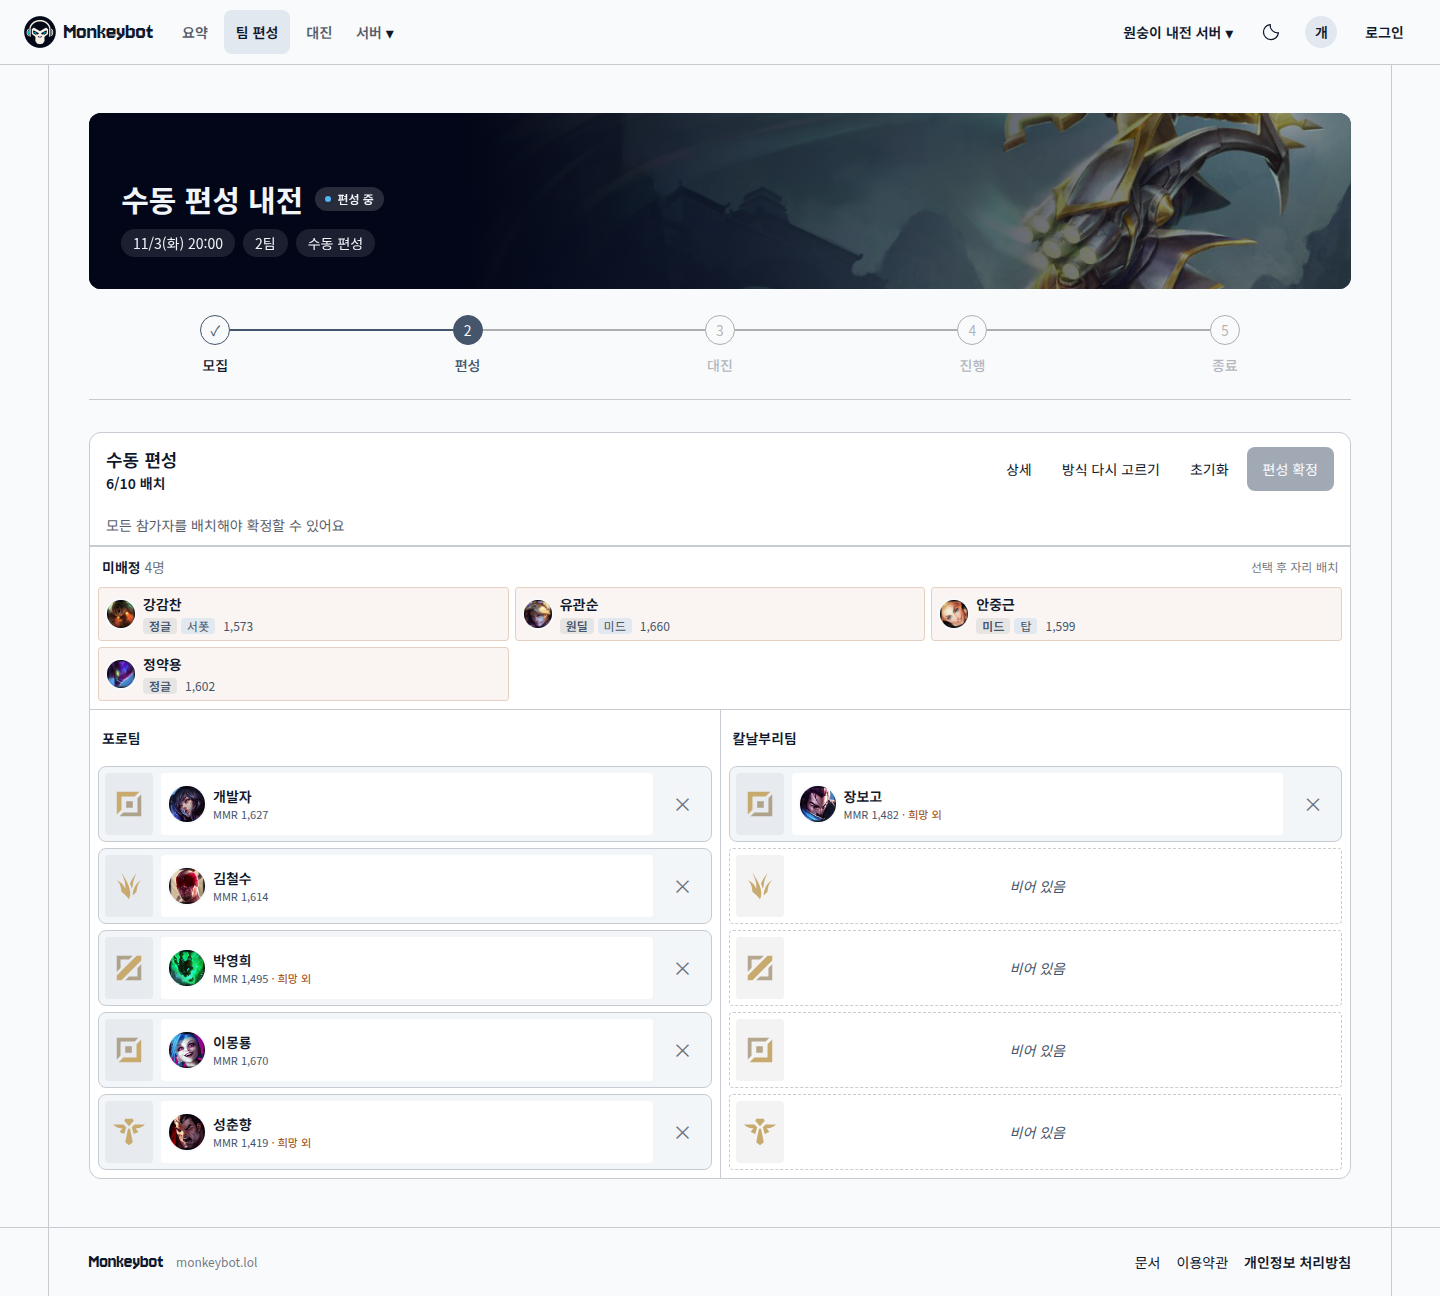 Monkeybot 요약 팀 편성 대진 서버 ▾ 원숭이 내전 서버 ▾ 개 로그인
수동 편성 내전 편성 중
11/3(화) 20:00 2팀 수동 편성
✓ 2 3 4 5
모집 편성 대진 진행 종료
수동 편성
6/10 배치
상세 방식 다시 고르기 초기화 편성 확정
모든 참가자를 배치해야 확정할 수 있어요
미배정 4명 선택 후 자리 배치
강감찬
정글 서폿 1,573
유관순
원딜 미드 1,660
안중근
미드 탑 1,599
정약용
정글 1,602
포로팀
개발자
MMR 1,627
김철수
MMR 1,614
박영희
MMR 1,495 · 희망 외
이몽룡
MMR 1,670
성춘향
MMR 1,419 · 희망 외
칼날부리팀
장보고
MMR 1,482 · 희망 외
비어 있음
비어 있음
비어 있음
비어 있음
Monkeybot monkeybot.lol 문서 이용약관 개인정보 처리방침